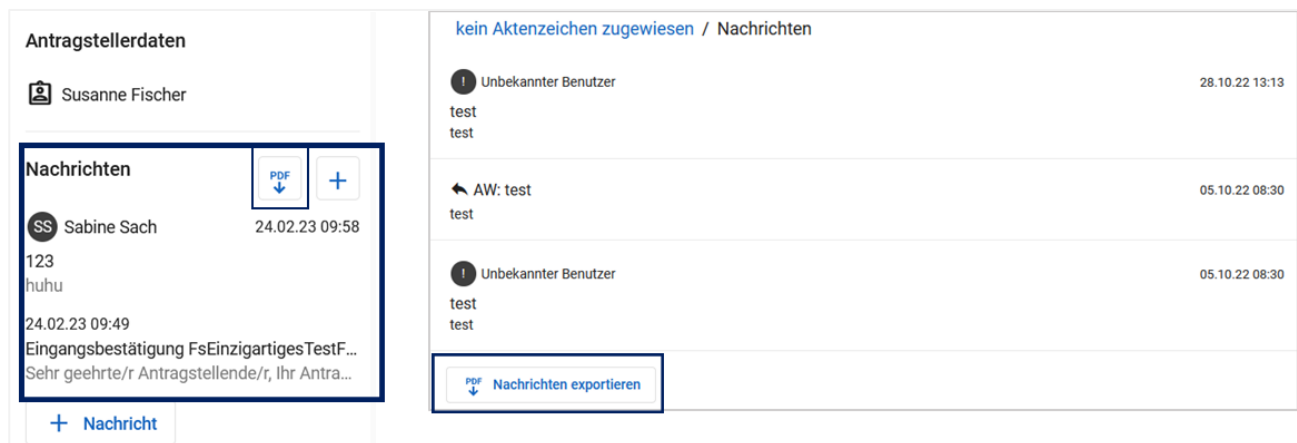 Antragstellerdaten
Susanne Fischer
Nachrichten
PDF
SS Sabine Sach 24.02.23 09:58
123
huhu
24.02.23 09:49
Eingangsbestätigung FsEinzigartigesTestF...
Sehr geehrte/r Antragstellende/r, Ihr Antra...
+ Nachricht
kein Aktenzeichen zugewiesen / Nachrichten
! Unbekannter Benutzer 28.10.22 13:13
test
test
AW: test 05.10.22 08:30
test
! Unbekannter Benutzer 05.10.22 08:30
test
test
PDF Nachrichten exportieren